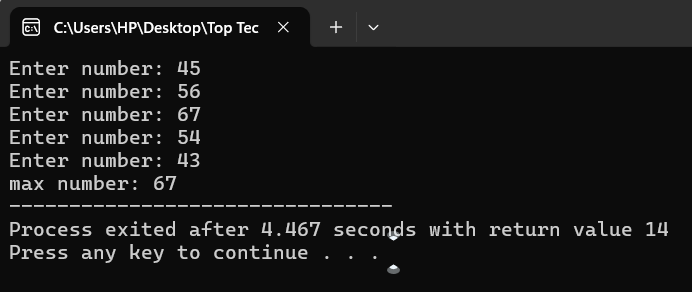 C:\Users\HP\Desktop\Top Tec
Enter number: 45
Enter number: 56
Enter number: 67
Enter number: 54
Enter number: 43
max number: 67
--------------------------------
Process exited after 4.467 seconds with return value 14
Press any key to continue . . .